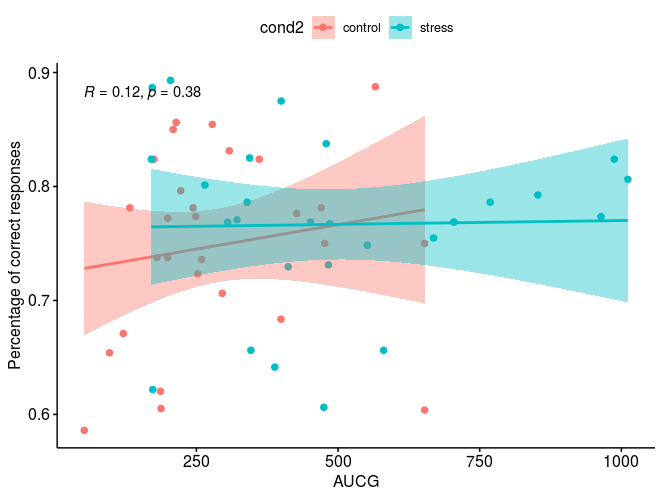 cond2 control stress
R = 0.12, p = 0.38
Percentage of correct responses
0.9
0.8
0.7
0.6
250 500 750 1000
AUCG